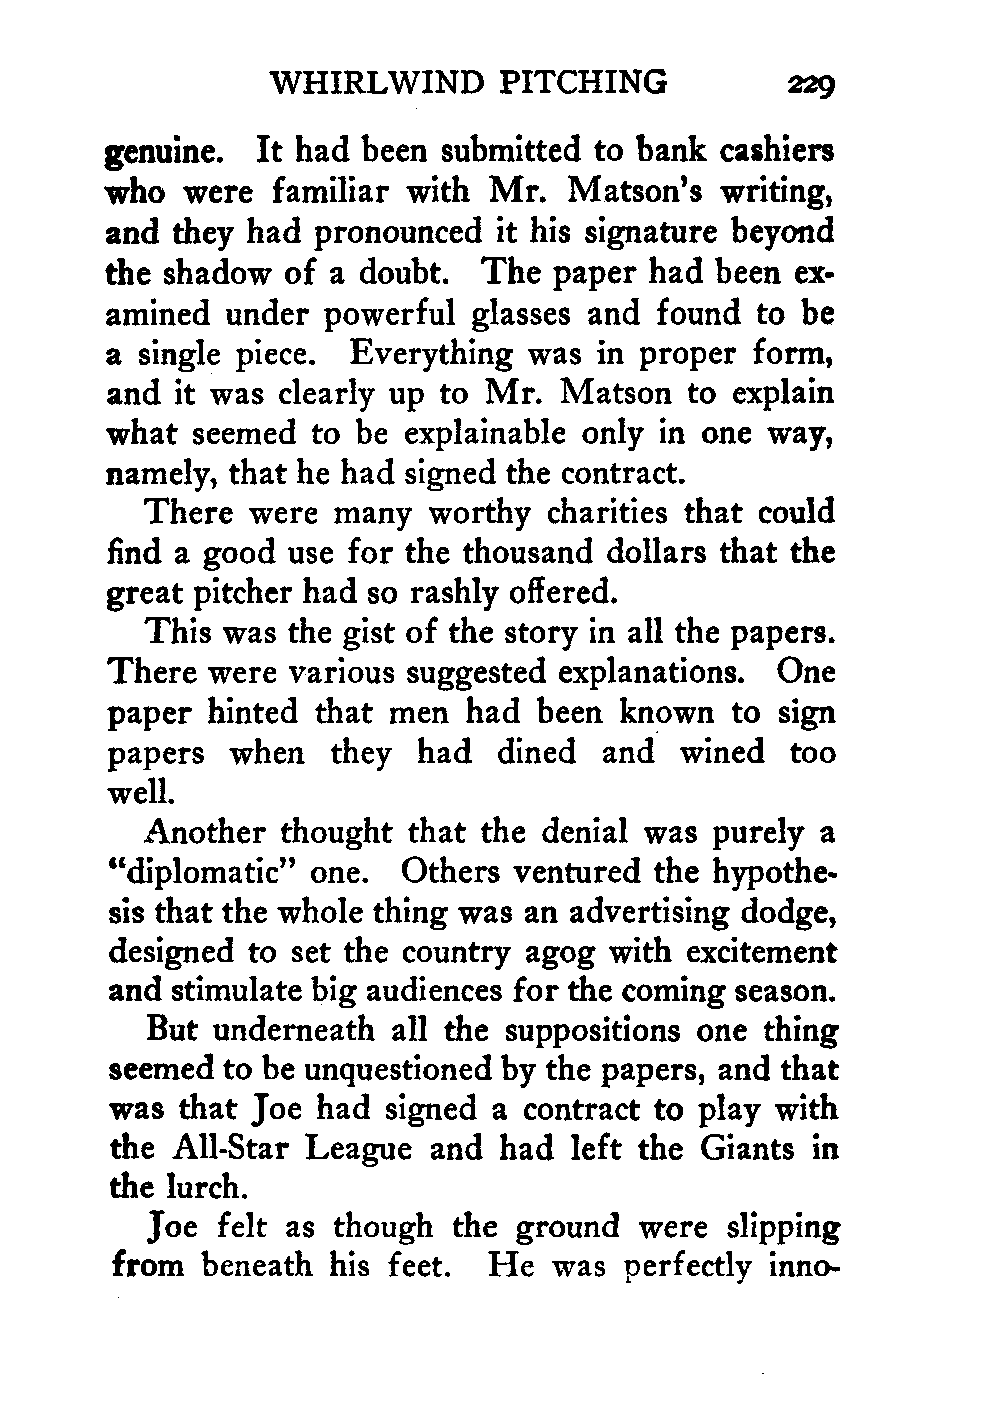 WHIRLWIND PITCHING 229
genuine. It had been submitted to bank cashiers
who were familiar with Mr. Matson's writing,
and they had pronounced it his signature beyond
the shadow of a doubt. The paper had been ex-
amined under powerful glasses and found to be
a single piece. Everything was in proper form,
and it was clearly up to Mr. Matson to explain
what seemed to be explainable only in one way,
namely, that he had signed the contract.
There were many worthy charities that could
find a good use for the thousand dollars that the
great pitcher had so rashly offered.
This was the gist of the story in all the papers.
There were various suggested explanations. One
paper hinted that men had been known to sign
papers when they had dined and wined too
well.
Another thought that the denial was purely a
"diplomatic" one. Others ventured the hypothe-
sis that the whole thing was an advertising dodge,
designed to set the country agog with excitement
and stimulate big audiences for the coming season.
But underneath all the suppositions one thing
seemed to be unquestioned by the papers, and that
was that Joe had signed a contract to play with
the All-Star League and had left the Giants in
the lurch.
Joe felt as though the ground were slipping
from beneath his feet. He was perfectly inno-